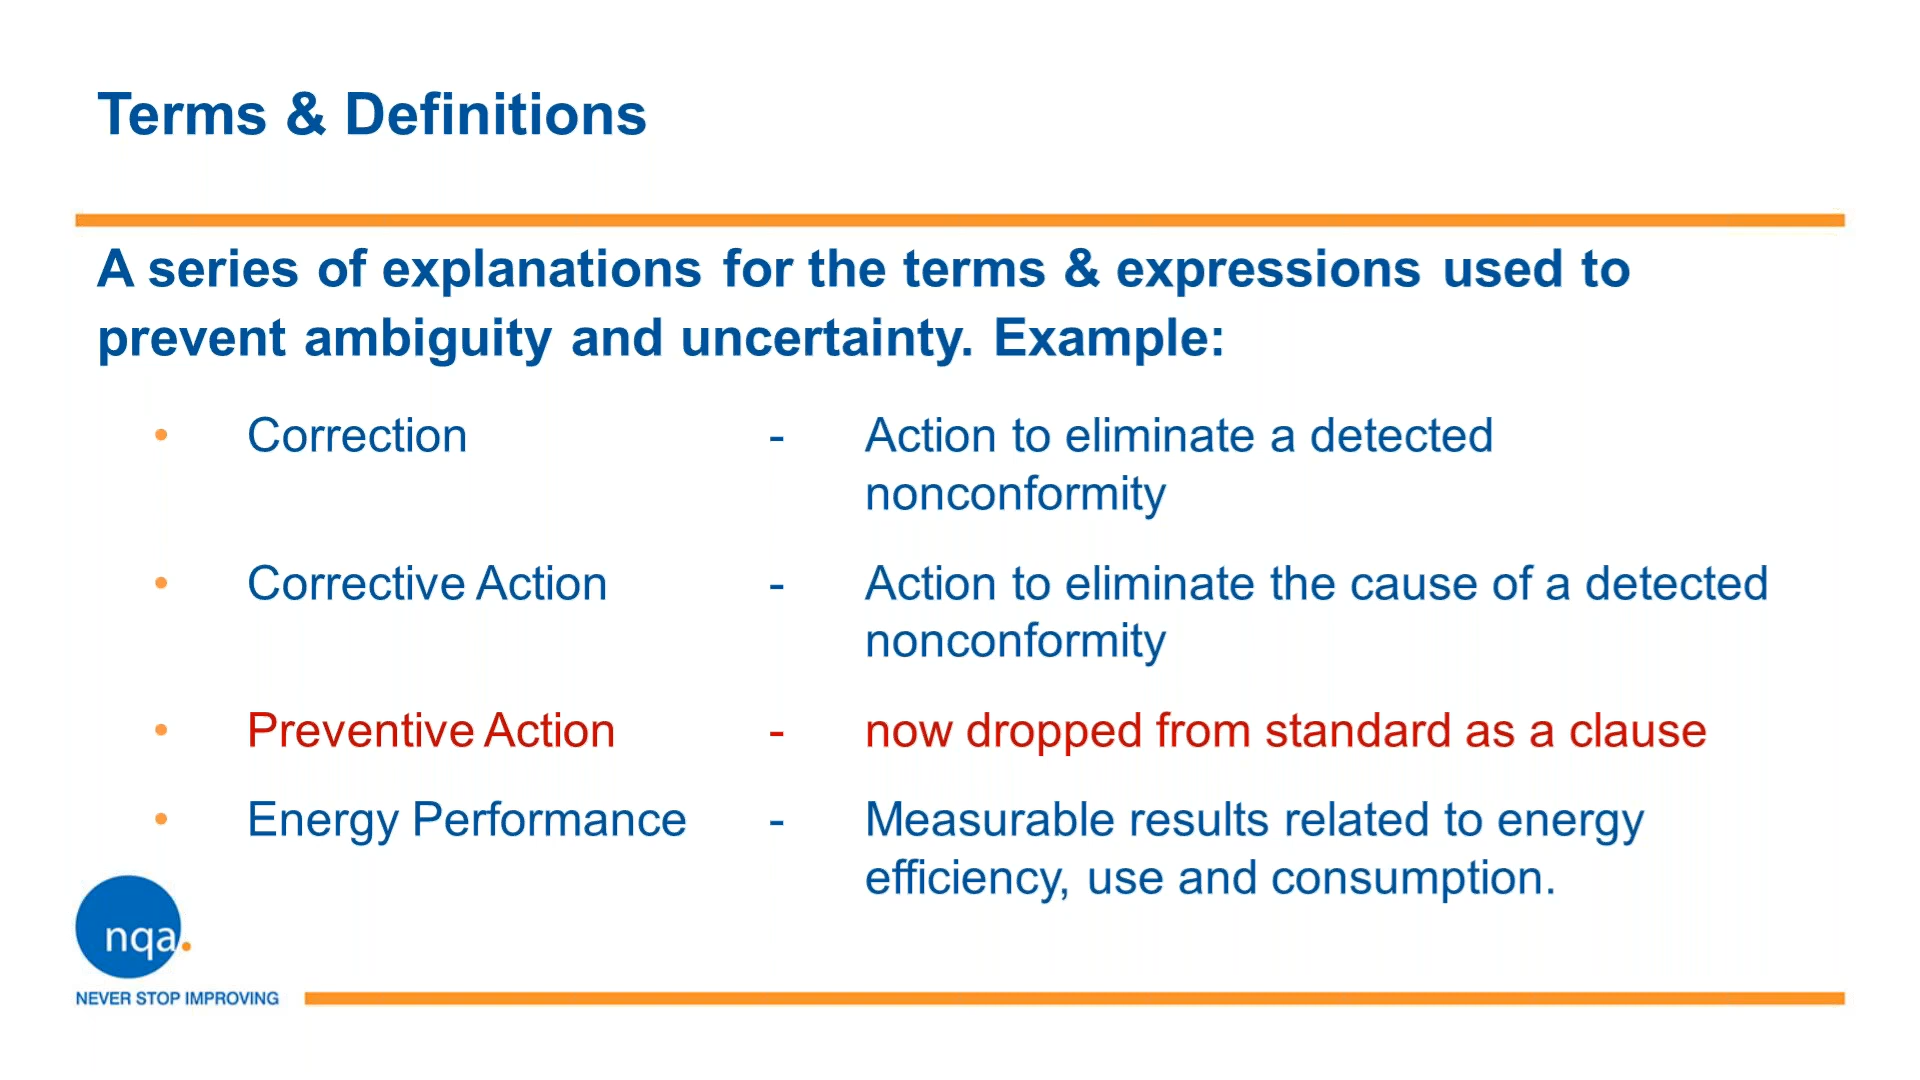 Terms & Definitions
A series of explanations for the terms & expressions used to
prevent ambiguity and uncertainty. Example:
• Correction - Action to eliminate a detected
nonconformity
• Corrective Action - Action to eliminate the cause of a detected
nonconformity
• Preventive Action - now dropped from standard as a clause
• Energy Performance - Measurable results related to energy
efficiency, use and consumption.
nqa.
NEVER STOP IMPROVING